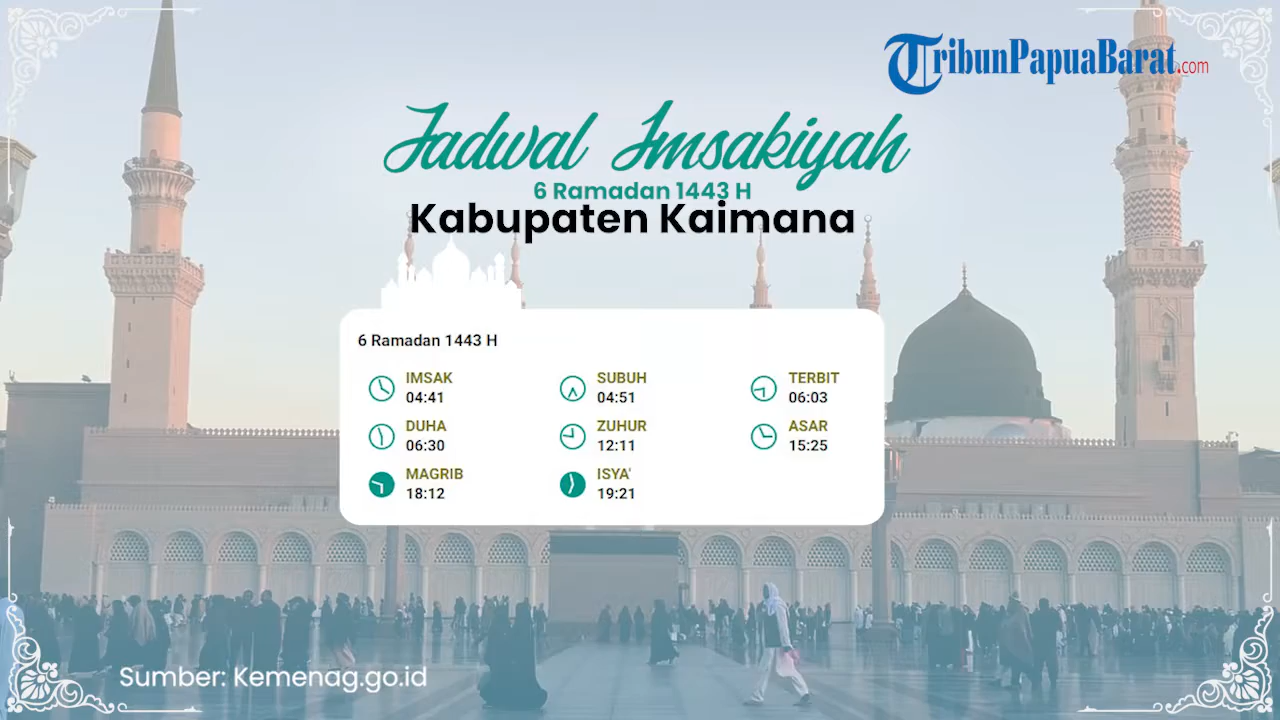 TribunPapuaBarat.com
Jadwal Imsakiyah
6 Ramadan 1443 H
Kabupaten Kaimana
6 Ramadan 1443 H
IMSAK
04:41
SUBUH
04:51
TERBIT
06:03
DUHA
06:30
ZUHUR
12:11
ASAR
15:25
MAGRIB
18:12
ISYA'
19:21
Sumber: Kemenag.go.id